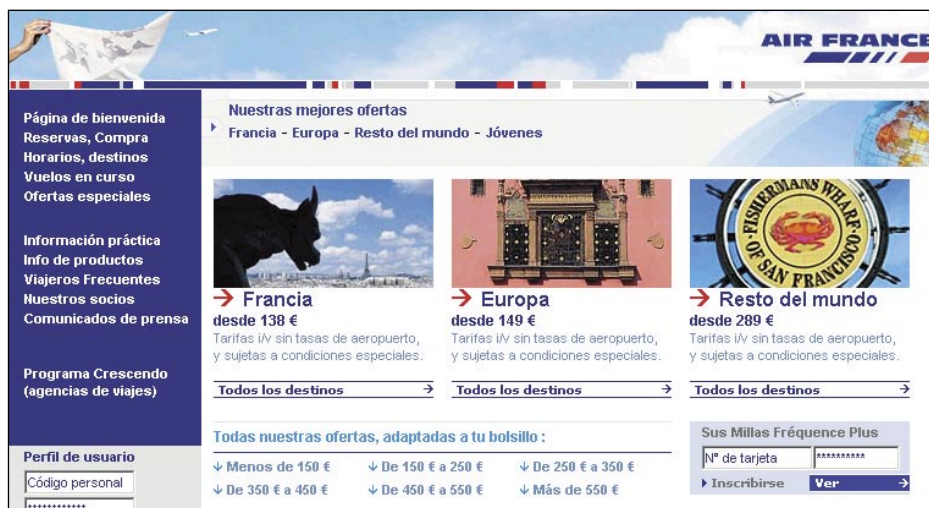 AIR FRANCE
Página de bienvenida
Reservas, Compra
Horarios, destinos
Vuelos en curso
Ofertas especiales
Información práctica
Info de productos
Viajeros Frecuentes
Nuestros socios
Comunicados de prensa
Programa Crescendo
(agencias de viajes)
Perfil de usuario
Código personal
************
Nuestras mejores ofertas
Francia - Europa - Resto del mundo - Jóvenes
Francia
desde 138 €
Tarifas i/v sin tasas de aeropuerto,
y sujetas a condiciones especiales.
Todos los destinos
Europa
desde 149 €
Tarifas i/v sin tasas de aeropuerto,
y sujetas a condiciones especiales.
Todos los destinos
FISHERMANS WHARF
OF SAN FRANCISCO
Resto del mundo
desde 289 €
Tarifas i/v sin tasas de aeropuerto,
y sujetas a condiciones especiales.
Todos los destinos
Todas nuestras ofertas, adaptadas a tu bolsillo :
Menos de 150 € De 150 € a 250 € De 250 € a 350 €
De 350 € a 450 € De 450 € a 550 € Más de 550 €
Sus Millas Fréquence Plus
Nº de tarjeta **********
Inscribirse Ver